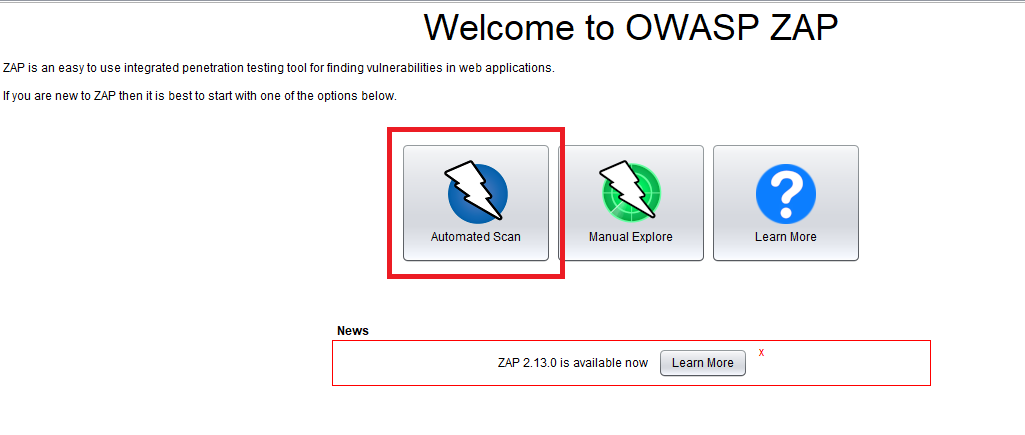 Welcome to OWASP ZAP
ZAP is an easy to use integrated penetration testing tool for finding vulnerabilities in web applications.
If you are new to ZAP then it is best to start with one of the options below.
Automated Scan
Manual Explore
Learn More
News
ZAP 2.13.0 is available now Learn More x